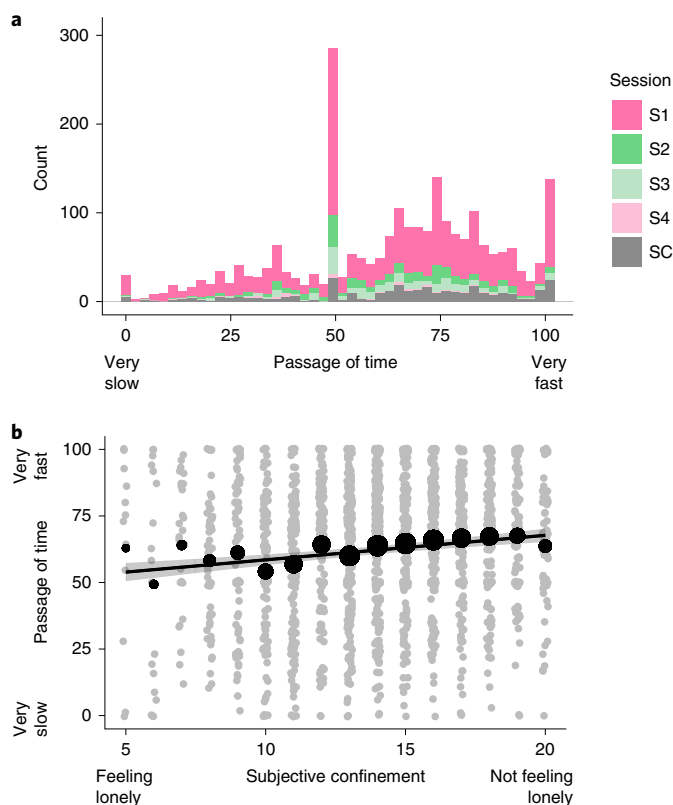 a
300
200
100
0
Count
0
25
50
75
100
Very
slow
Passage of time
Very
fast
Session
S1
S2
S3
S4
SC
b
100
75
50
25
0
Very
fast
Passage of time
Very
slow
5
10
15
20
Feeling
lonely
Subjective confinement
Not feeling
lonely